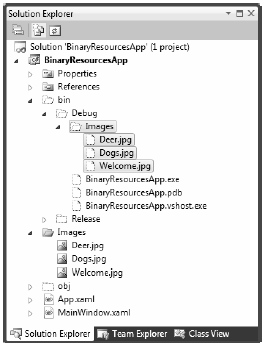 Solution Explorer
Solution 'BinaryResourcesApp' (1 project)
BinaryResourcesApp
Properties
References
bin
Debug
Images
Deer.jpg
Dogs.jpg
Welcome.jpg
BinaryResourcesApp.exe
BinaryResourcesApp.pdb
BinaryResourcesApp.vshost.exe
Release
Images
Deer.jpg
Dogs.jpg
Welcome.jpg
obj
App.xaml
MainWindow.xaml
Solution Explorer Team Explorer Class View